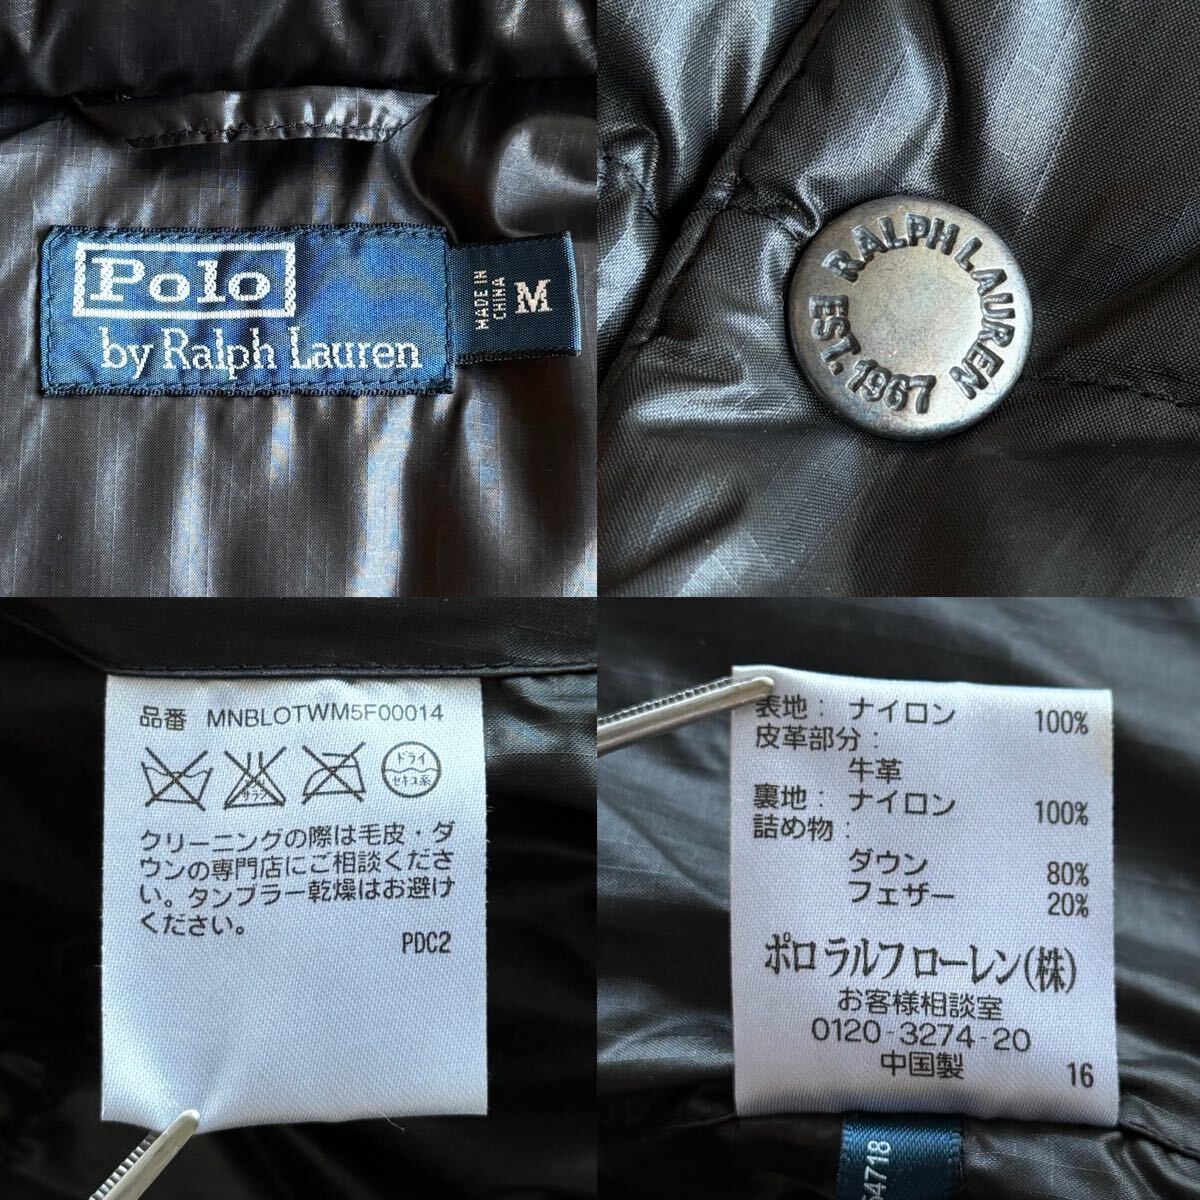 Polo
by Ralph Lauren
MADE IN
CHINA
M
RALPH LAUREN
EST. 1967
品番 MNBLOTWM5F00014
ドライ
セキユ系
クリーニングの際は毛皮・ダ
ウンの専門店にご相談くださ
い。タンブラー乾燥はお避け
ください。
PDC2
表地: ナイロン 100%
皮革部分:
牛革
裏地: ナイロン 100%
詰め物:
ダウン 80%
フェザー 20%
ポロ ラルフ ローレン(株)
お客様相談室
0120-3274-20
中国製
16